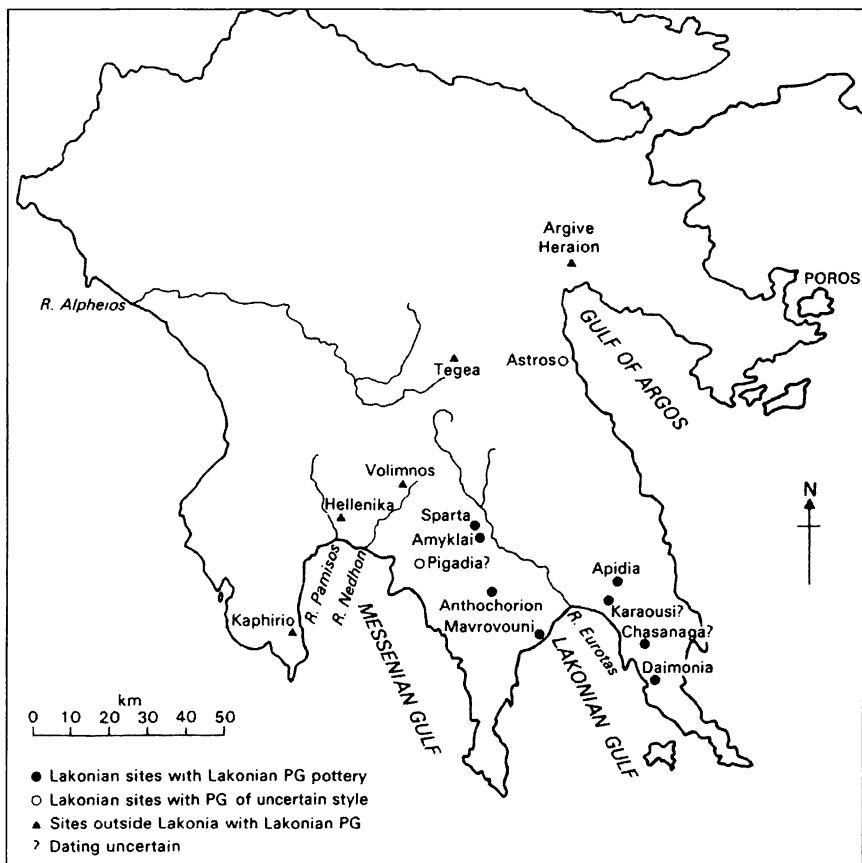 Argive
Heraion
POROS
R. Alpheios
GULF OF ARGOS
Astros
Tegea
N
Volimnos
Hellenika
Sparta
Amyklai
Pigadia?
R. Pamisos
R. Nedhon
Apidia
Anthochorion
Karaousi?
Kaphirio
Mavrovouni
R. Eurotas
Chasanaga?
MESSENIAN GULF
LAKONIAN GULF
Daimonia
km
0 10 20 30 40 50
● Lakonian sites with Lakonian PG pottery
○ Lakonian sites with PG of uncertain style
▲ Sites outside Lakonia with Lakonian PG
? Dating uncertain